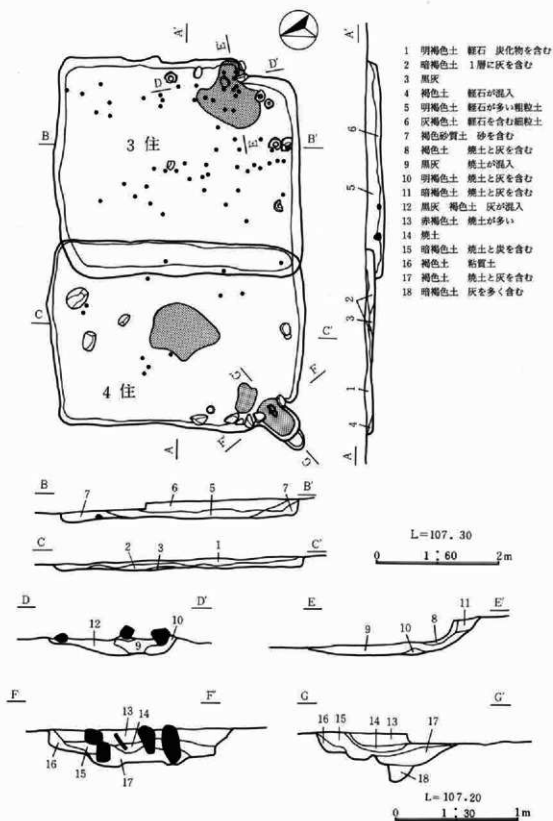 A'
E
D'
D
3 住
B
B'
E'
C
C'
4 住
G'
F
A
F'
G
A'
6
5
2
3
1
4
A
1 明褐色土 軽石 炭化物を含む
2 暗褐色土 1層に灰を含む
3 黒灰
4 褐色土 軽石が混入
5 明褐色土 軽石が多い粗粒土
6 灰褐色土 軽石を含む細粒土
7 褐色砂質土 砂を含む
8 褐色土 焼土と灰を含む
9 黒灰 焼土が混入
10 明褐色土 焼土と灰を含む
11 暗褐色土 焼土と灰を含む
12 黒灰 褐色土 灰が混入
13 赤褐色土 焼土が多い
14 焼土
15 暗褐色土 焼土と炭を含む
16 褐色土 粘質土
17 褐色土 焼土と灰を含む
18 暗褐色土 灰を多く含む
B 7 6 5 7 B'
C 2 3 1 C'
L=107.30
0 1:60 2m
D 12 9 10 D'
E 9 10 8 11 E'
F 16 15 13 14 17 F'
G 16 15 14 13 17 18 G'
L=107.20
0 1:30 1m